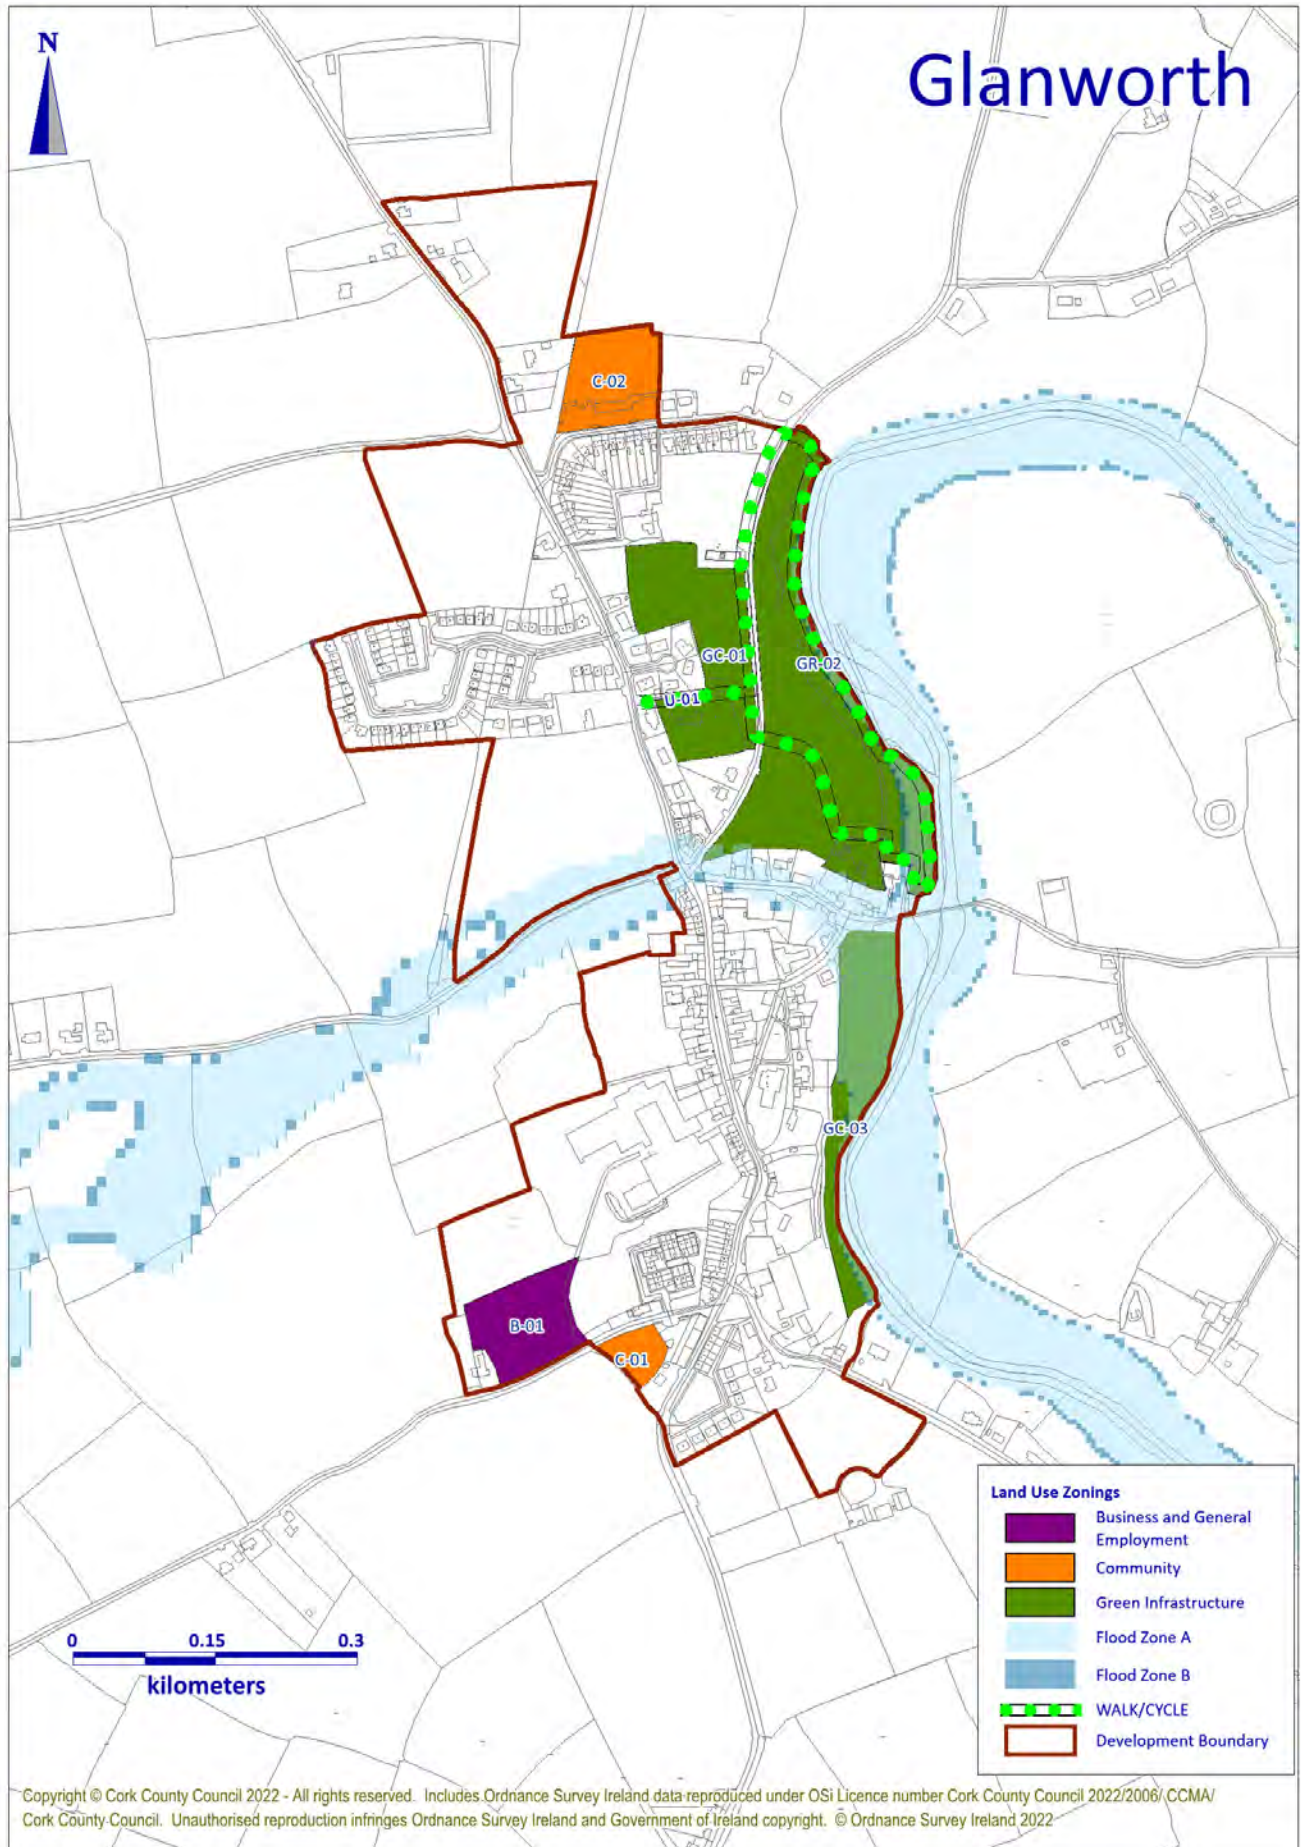 N
Glanworth
C-02
GC-01
GR-02
U-01
GC-03
B-01
C-01
Land Use Zonings
Business and General
Employment
Community
Green Infrastructure
Flood Zone A
Flood Zone B
WALK/CYCLE
Development Boundary
0 0.15 0.3
kilometers
Copyright © Cork County Council 2022 - All rights reserved. Includes Ordnance Survey Ireland data reproduced under OSi Licence number Cork County Council 2022/2006/ CCMA/
Cork County Council. Unauthorised reproduction infringes Ordnance Survey Ireland and Government of Ireland copyright. © Ordnance Survey Ireland 2022